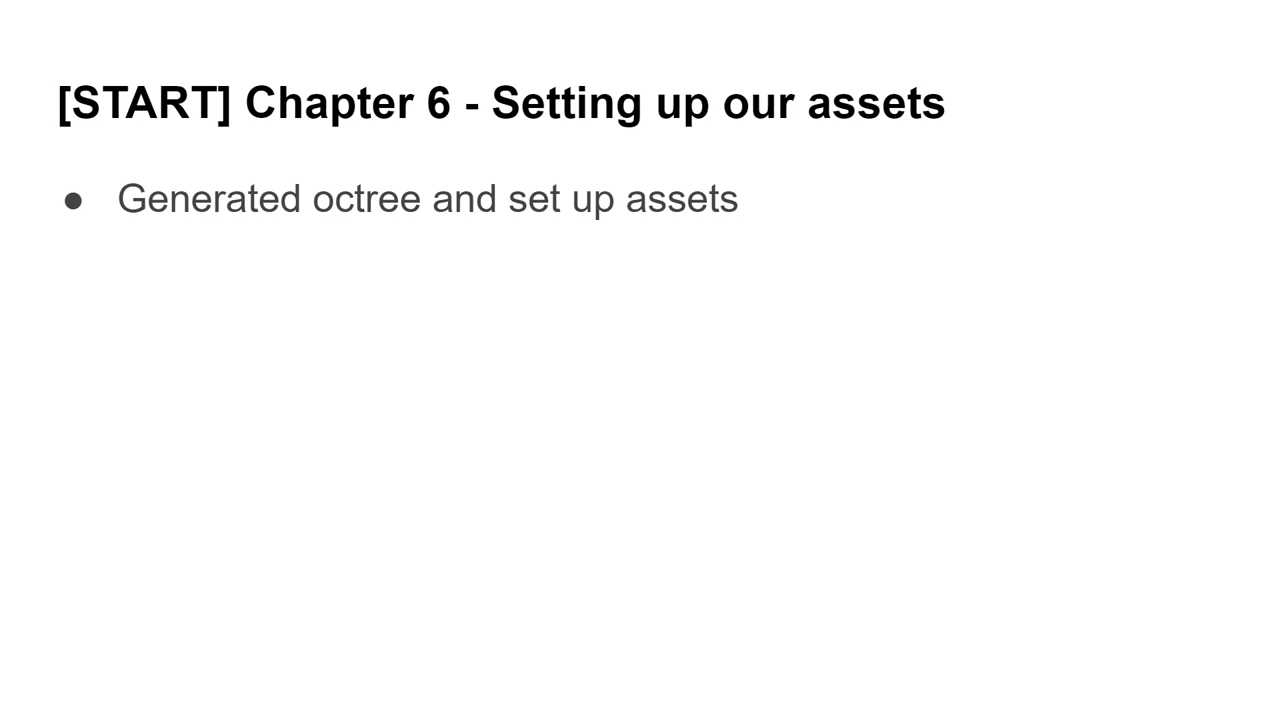 [START] Chapter 6 - Setting up our assets
● Generated octree and set up assets